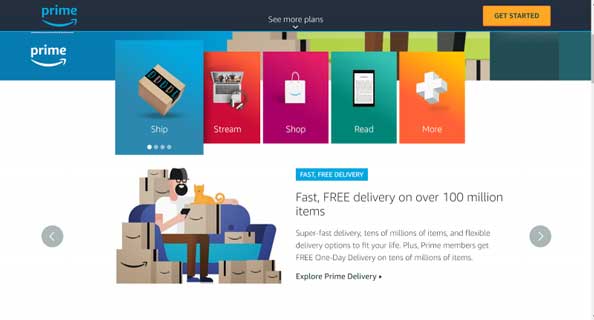 prime
See more plans
GET STARTED
prime
Ship
Stream
Shop
Read
More
FAST, FREE DELIVERY
Fast, FREE delivery on over 100 million
items
Super-fast delivery, tens of millions of items, and flexible
delivery options to fit your life. Plus, Prime members get
FREE One-Day Delivery on tens of millions of items.
Explore Prime Delivery